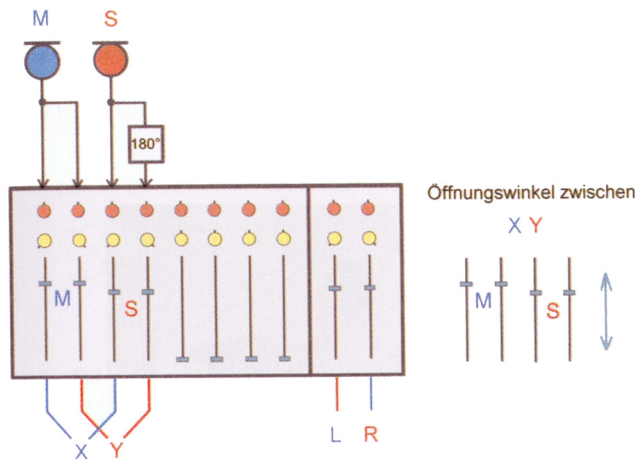 M S
180°
Öffnungswinkel zwischen
X Y
M S
M S
L R
X Y